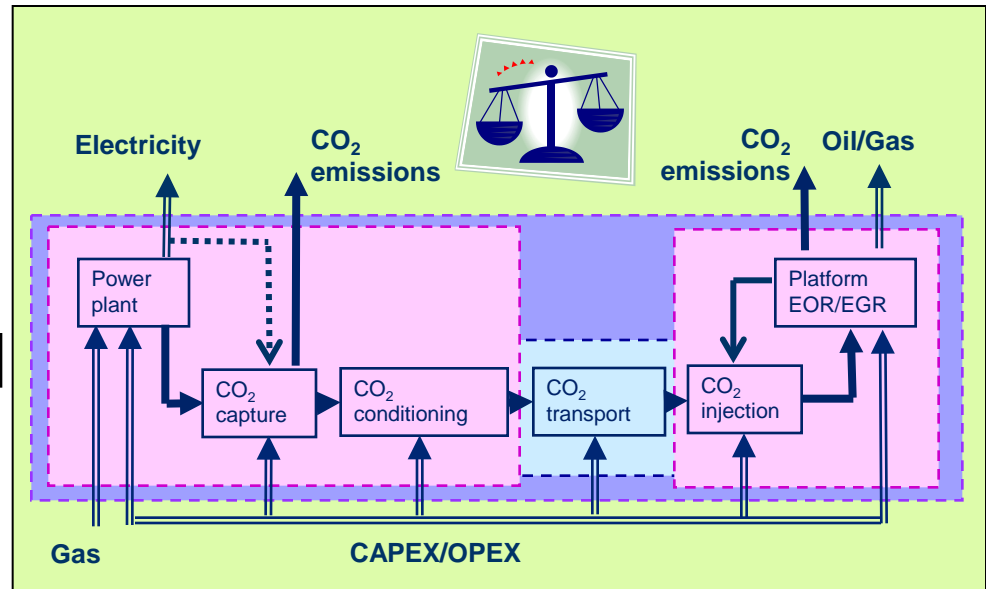 Electricity
CO₂
emissions
CO₂
emissions
Oil/Gas
Power
plant
Platform
EOR/EGR
CO₂
capture
CO₂
conditioning
CO₂
transport
CO₂
injection
Gas
CAPEX/OPEX